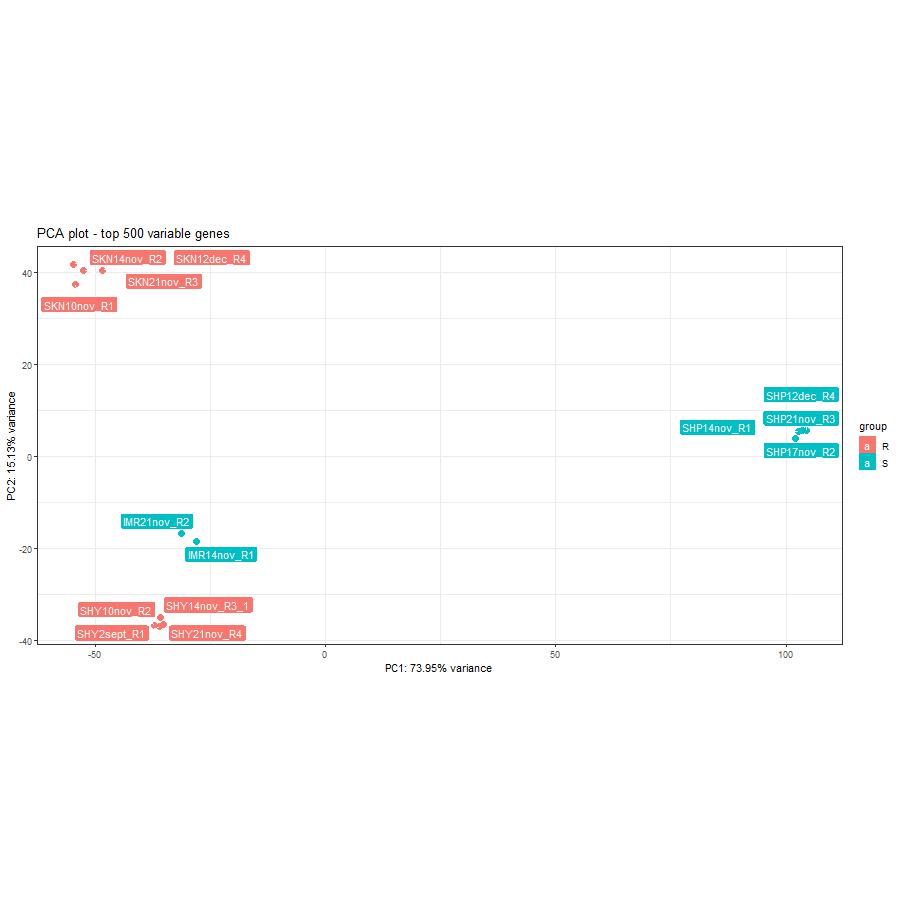 PCA plot - top 500 variable genes
SKN14nov_R2
SKN12dec_R4
SKN21nov_R3
SKN10nov_R1
SHP12dec_R4
SHP21nov_R3
SHP14nov_R1
SHP17nov_R2
IMR21nov_R2
IMR14nov_R1
SHY14nov_R3_1
SHY10nov_R2
SHY2sept_R1
SHY21nov_R4
40
20
0
-20
-40
PC2: 15.13% variance
-50
0
50
100
PC1: 73.95% variance
group
a R
a S